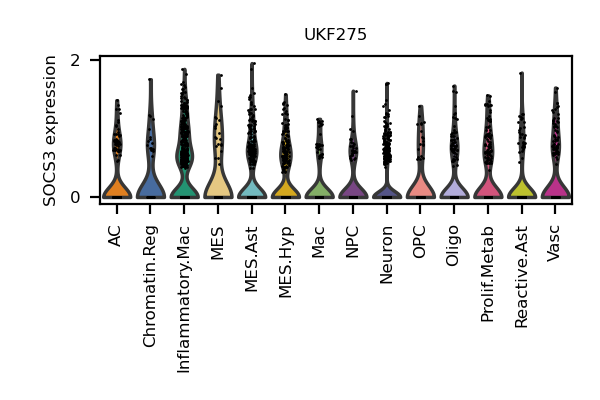 UKF275
SOCS3 expression
2
0
AC
Chromatin.Reg
Inflammatory.Mac
MES
MES.Ast
MES.Hyp
Mac
NPC
Neuron
OPC
Oligo
Prolif.Metab
Reactive.Ast
Vasc